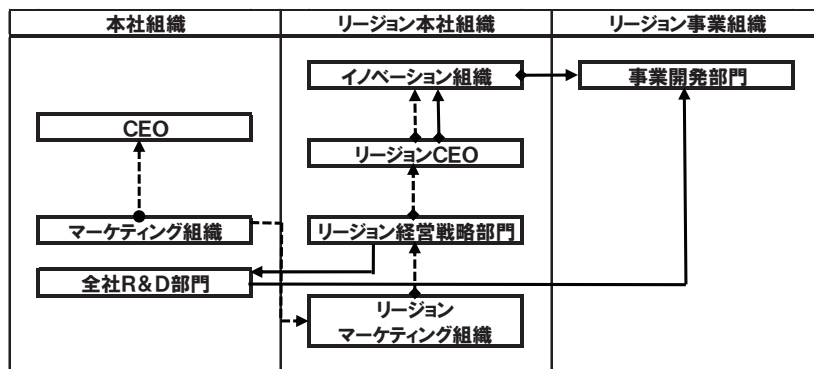 本社組織
リージョン本社組織
リージョン事業組織
イノベーション組織
事業開発部門
CEO
リージョンCEO
マーケティング組織
リージョン経営戦略部門
全社R&D部門
リージョン
マーケティング組織